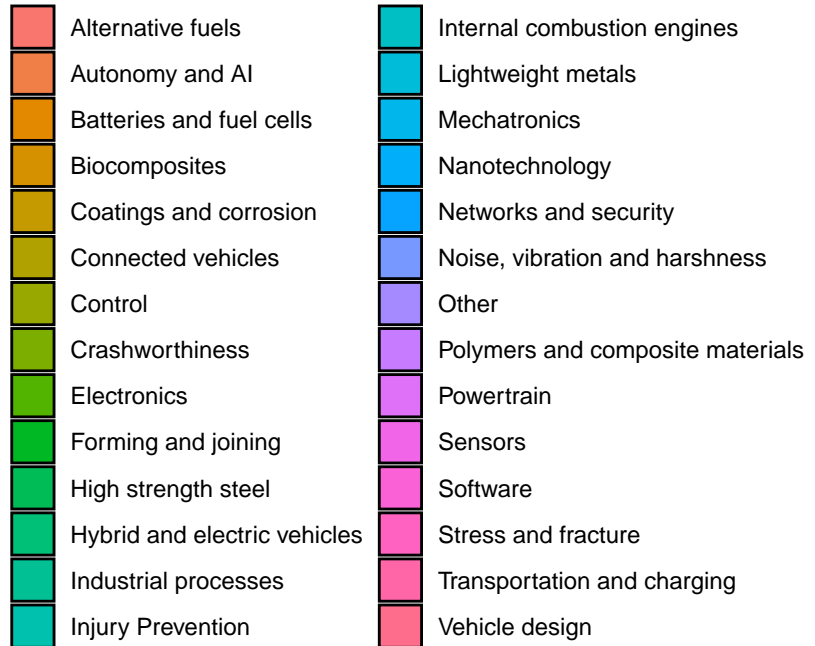 Alternative fuels
Autonomy and AI
Batteries and fuel cells
Biocomposites
Coatings and corrosion
Connected vehicles
Control
Crashworthiness
Electronics
Forming and joining
High strength steel
Hybrid and electric vehicles
Industrial processes
Injury Prevention
Internal combustion engines
Lightweight metals
Mechatronics
Nanotechnology
Networks and security
Noise, vibration and harshness
Other
Polymers and composite materials
Powertrain
Sensors
Software
Stress and fracture
Transportation and charging
Vehicle design